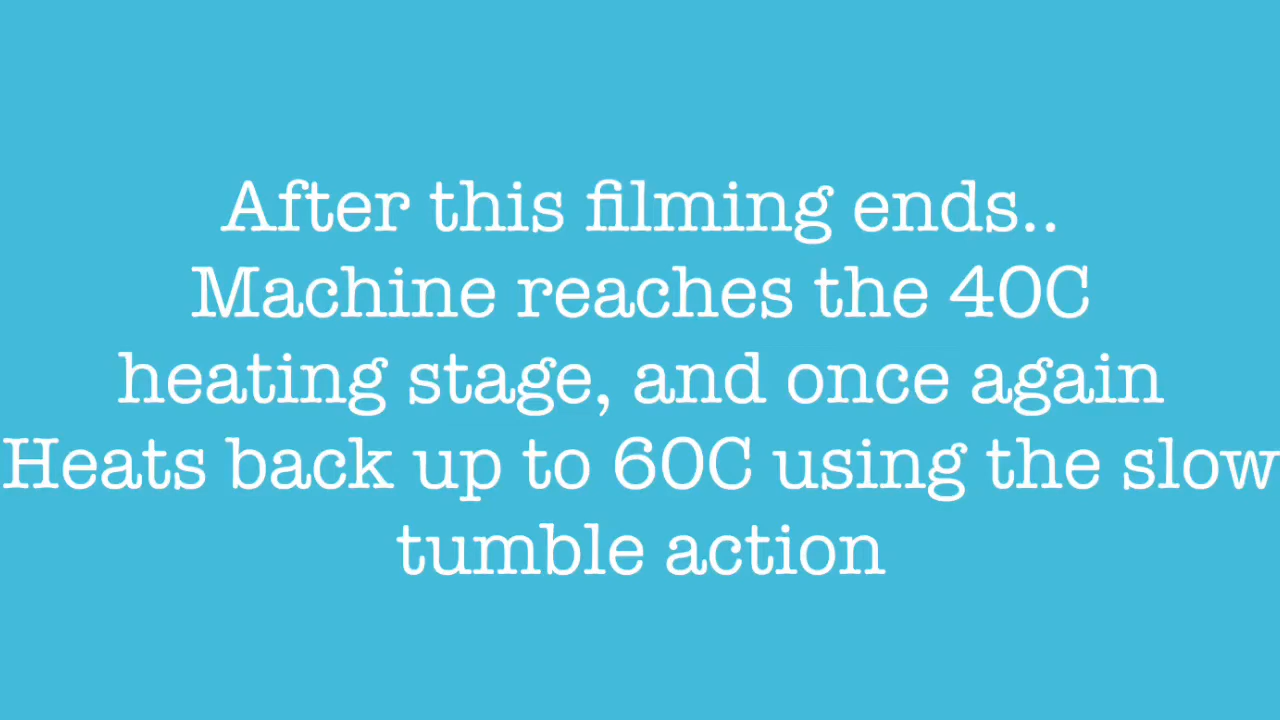 After this filming ends..
Machine reaches the 40C
heating stage, and once again
Heats back up to 60C using the slow
tumble action